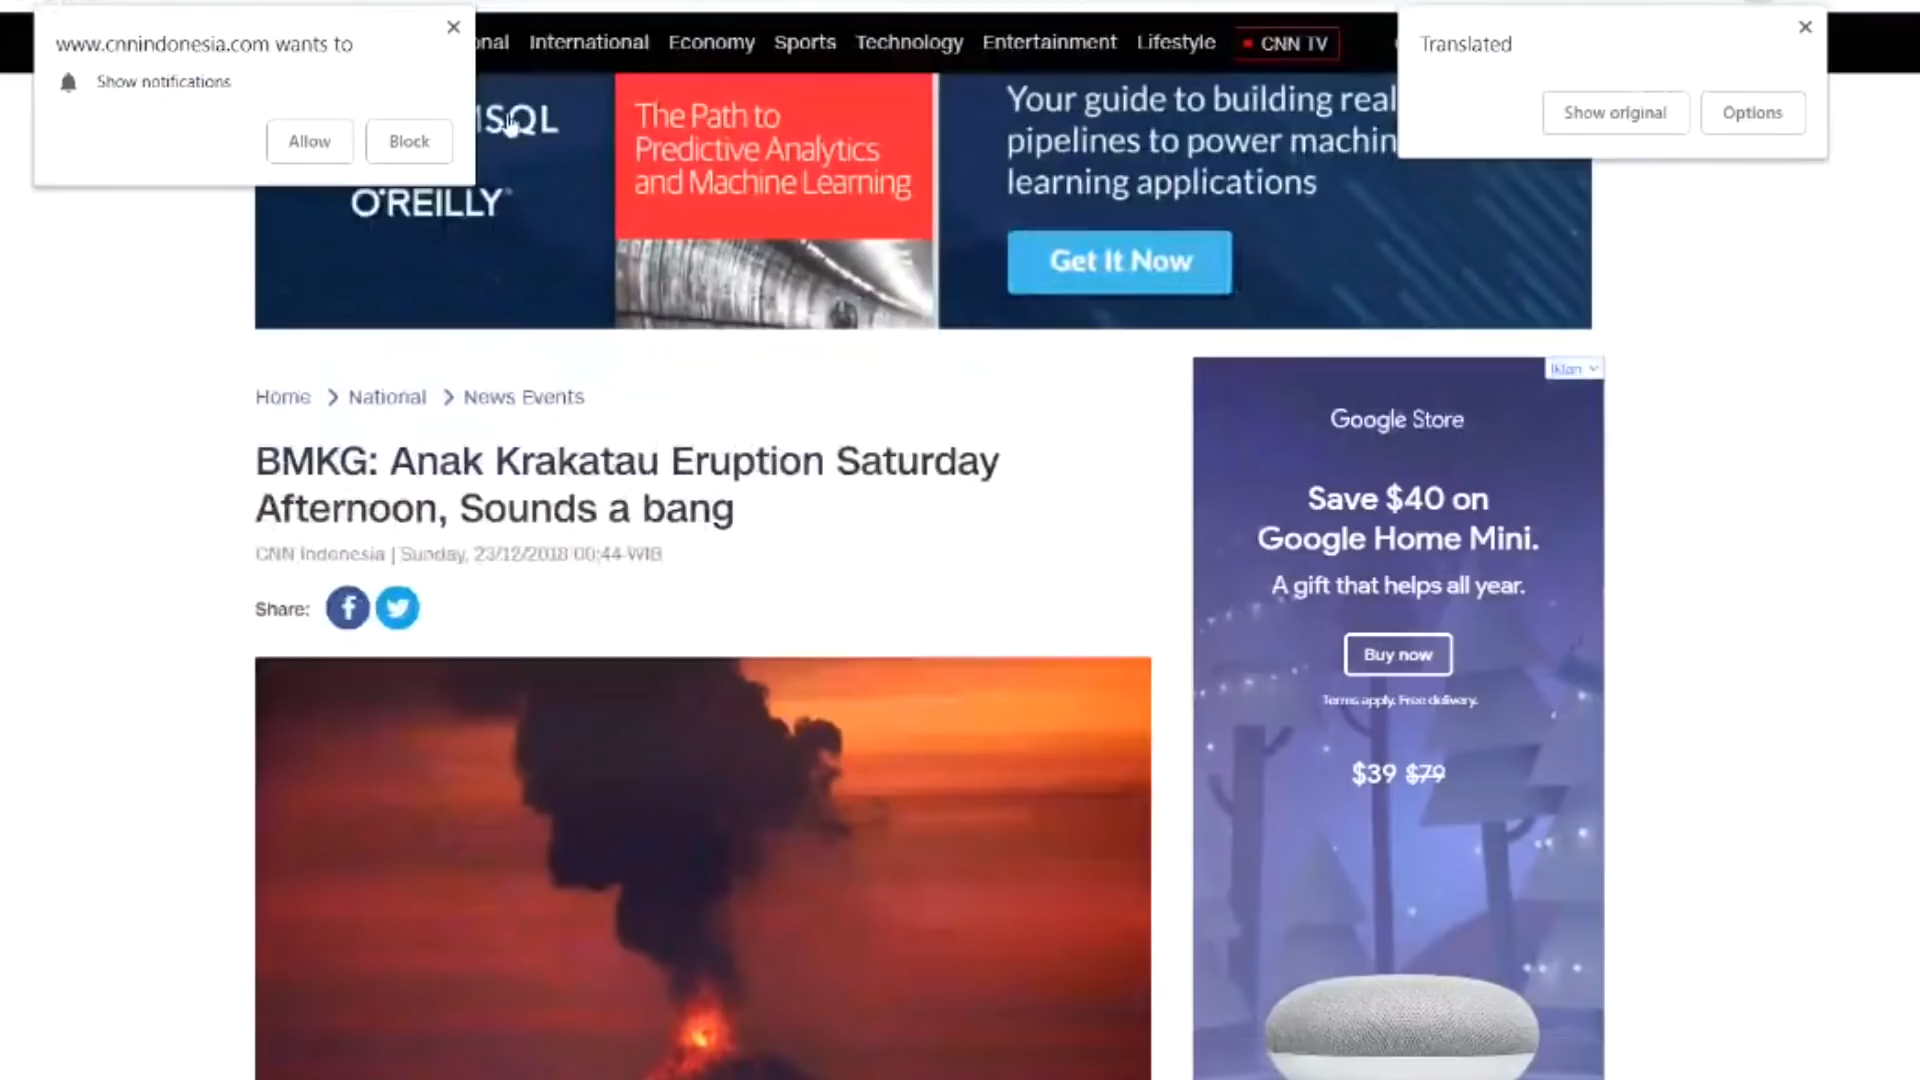 www.cnnindonesia.com wants to
Show notifications
Allow
Block
International
Economy
Sports
Technology
Entertainment
Lifestyle
CNN TV
Translated
Show original
Options
SQL
O'REILLY
The Path to
Predictive Analytics
and Machine Learning
Your guide to building real
pipelines to power machin
learning applications
Get It Now
Home > National > News Events
BMKG: Anak Krakatau Eruption Saturday
Afternoon, Sounds a bang
CNN Indonesia | Sunday, 23/12/2018 00:44 WIB
Share:
Iklan
Google Store
Save $40 on
Google Home Mini.
A gift that helps all year.
Buy now
Terms apply. Free delivery.
$39 $79